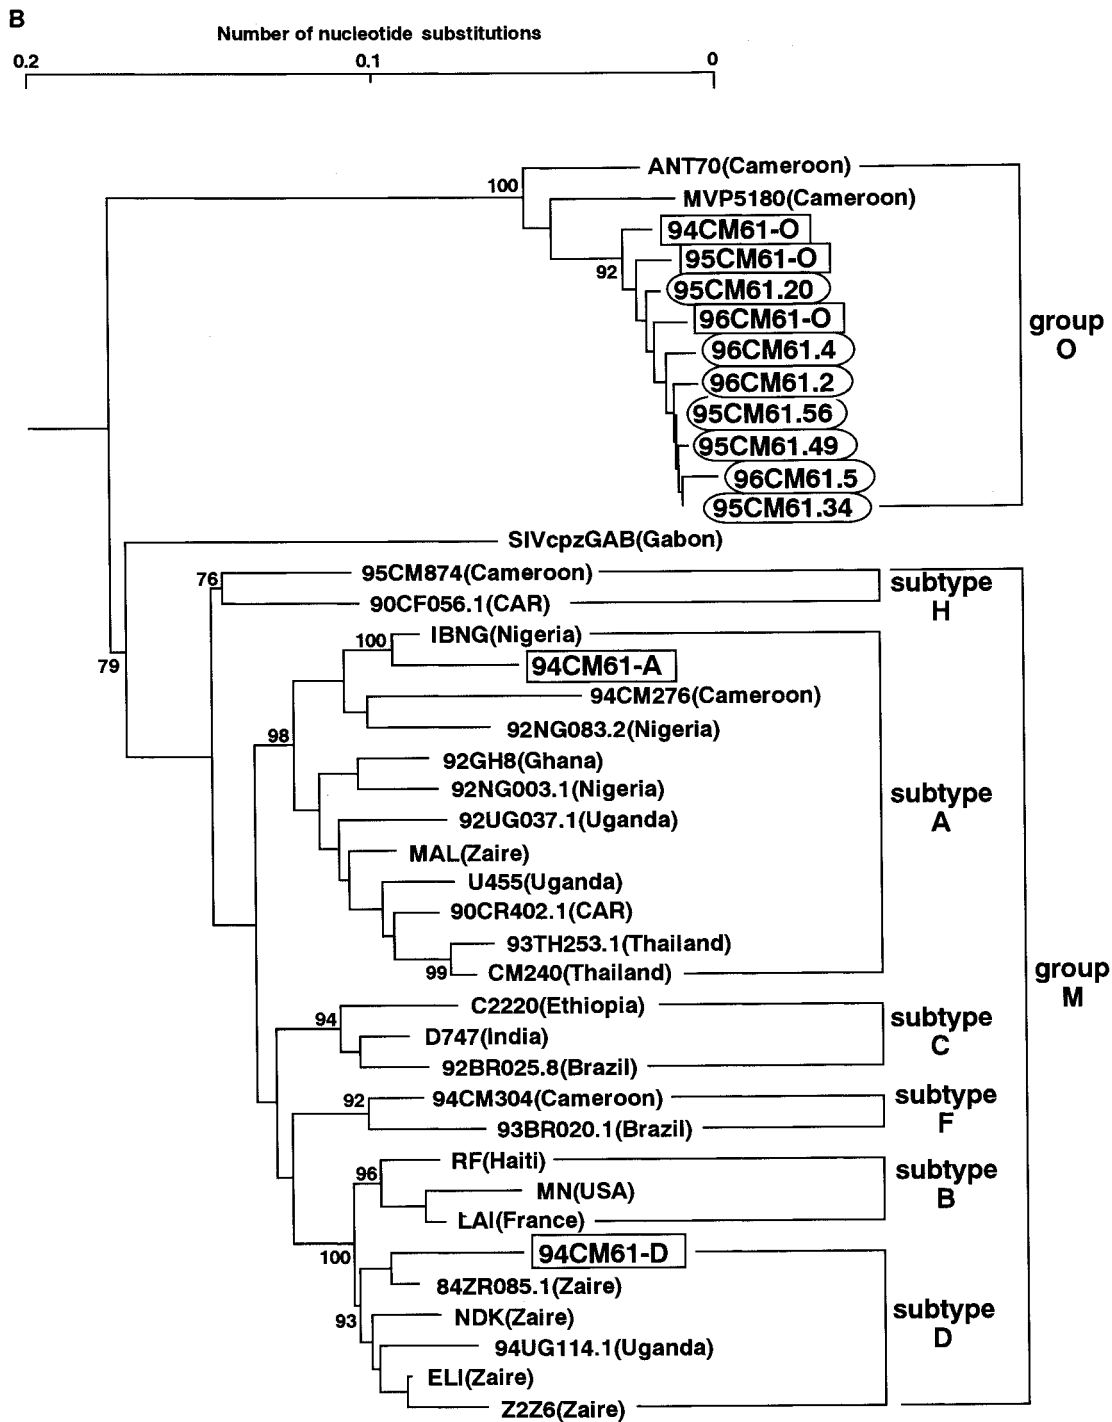 B
Number of nucleotide substitutions
0.2 0.1 0
ANT70(Cameroon)
100
MVP5180(Cameroon)
94CM61-O
95CM61-O
92
95CM61.20
96CM61-O
group
O
96CM61.4
96CM61.2
95CM61.56
95CM61.49
96CM61.5
95CM61.34
SIVcpzGAB(Gabon)
76
95CM874(Cameroon)
subtype
H
90CF056.1(CAR)
100
IBNG(Nigeria)
79
94CM61-A
94CM276(Cameroon)
92NG083.2(Nigeria)
98
92GH8(Ghana)
92NG003.1(Nigeria)
subtype
A
92UG037.1(Uganda)
MAL(Zaire)
U455(Uganda)
90CR402.1(CAR)
93TH253.1(Thailand)
99
CM240(Thailand)
group
M
C2220(Ethiopia)
94
D747(India)
subtype
C
92BR025.8(Brazil)
92
94CM304(Cameroon)
subtype
F
93BR020.1(Brazil)
RF(Haiti)
96
MN(USA)
subtype
B
LAI(France)
100
94CM61-D
84ZR085.1(Zaire)
93
NDK(Zaire)
subtype
D
94UG114.1(Uganda)
ELI(Zaire)
Z2Z6(Zaire)